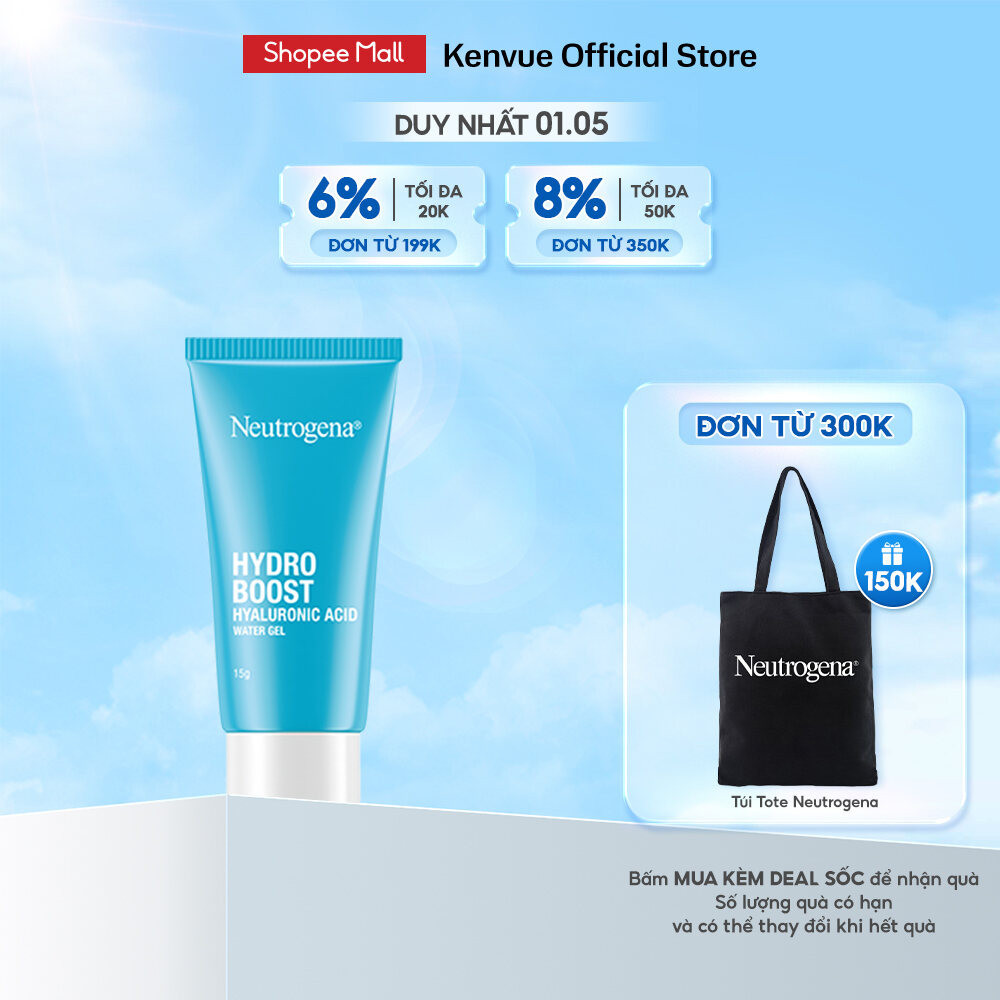 Shopee Mall Kenvue Official Store
DUY NHẤT 01.05
6% TỐI ĐA 20K
ĐƠN TỪ 199K
8% TỐI ĐA 50K
ĐƠN TỪ 350K
Neutrogena®
HYDRO
BOOST
HYALURONIC ACID
WATER GEL
15g
ĐƠN TỪ 300K
150K
Neutrogena®
Túi Tote Neutrogena
Bấm MUA KÈM DEAL SỐC để nhận quà
Số lượng quà có hạn
và có thể thay đổi khi hết quà